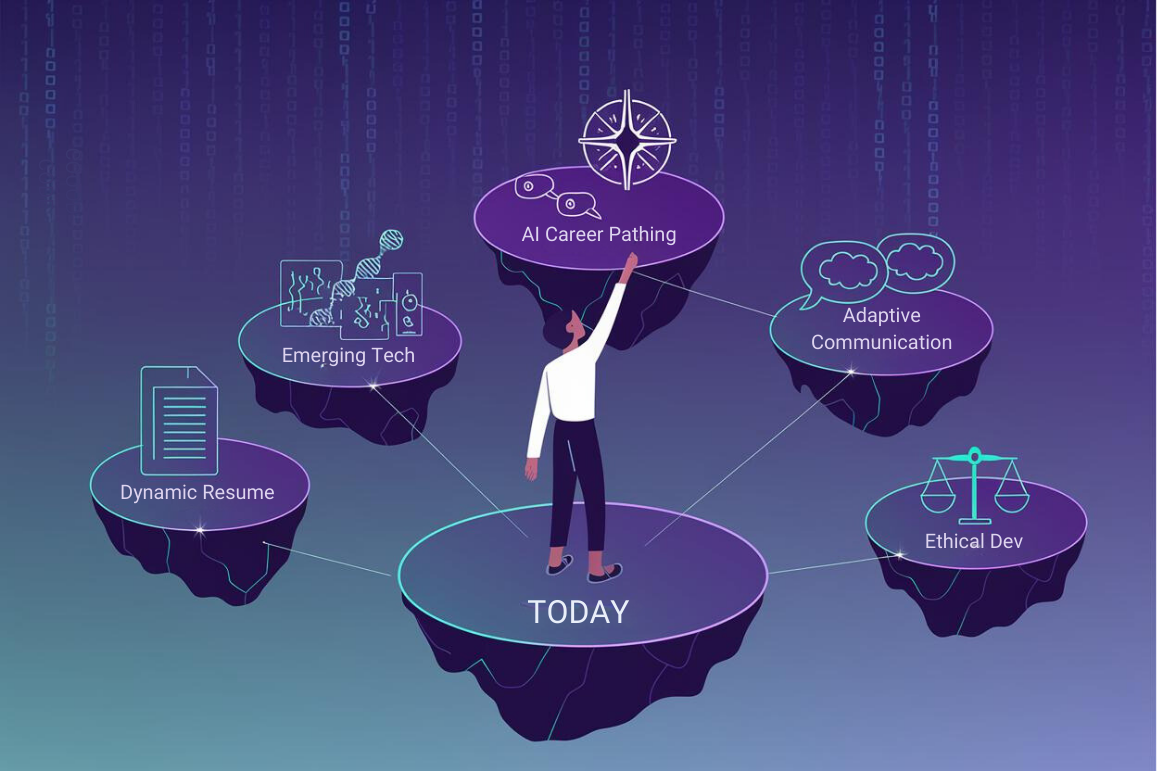 AI Career Pathing
Adaptive
Communication
Emerging Tech
Dynamic Resume
Ethical Dev
TODAY